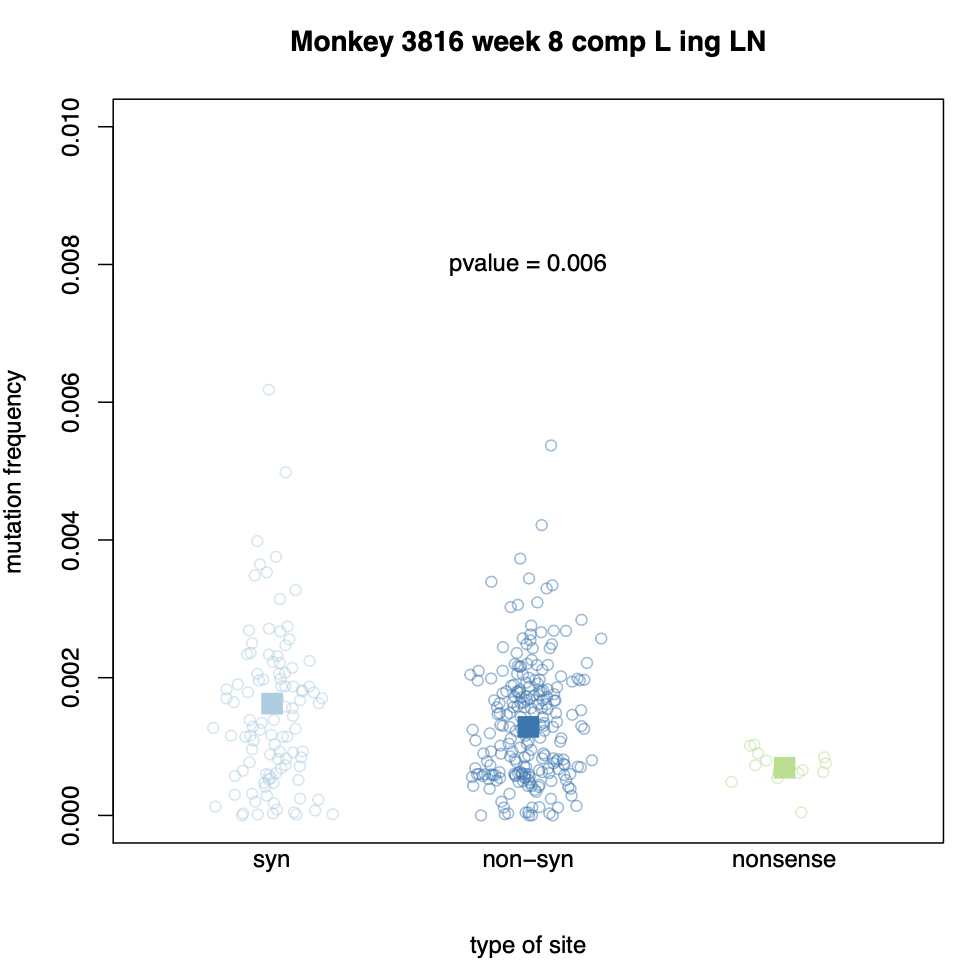 Monkey 3816 week 8 comp L ing LN
0.010
0.008
0.006
0.004
0.002
0.000
mutation frequency
pvalue = 0.006
syn
non−syn
nonsense
type of site